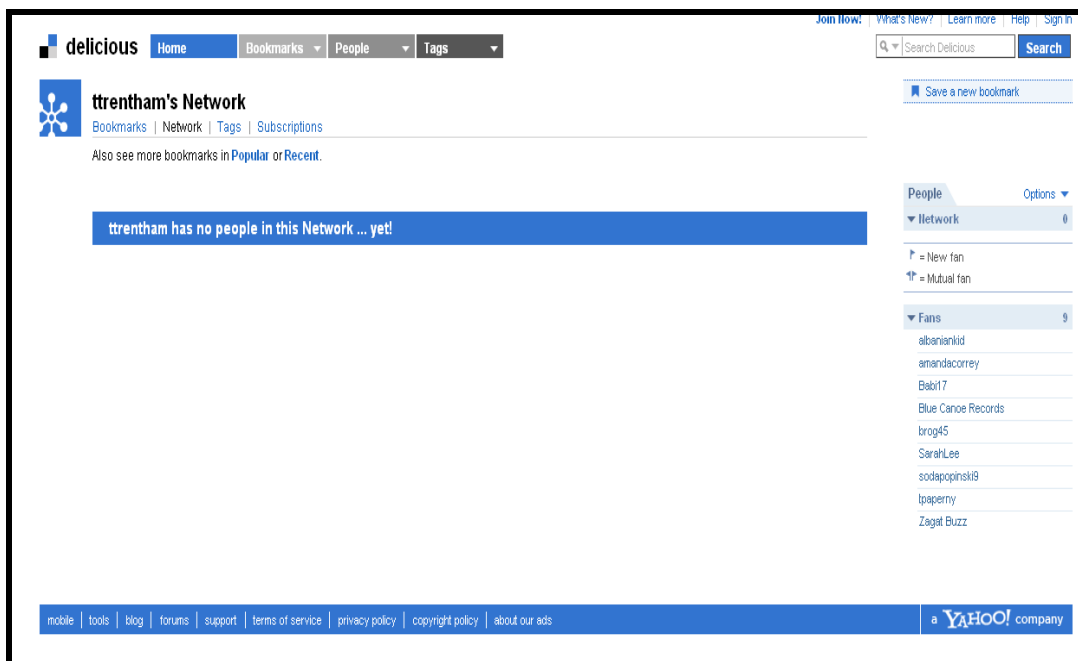 Join Now! | What's New? | Learn more | Help | Sign In
delicious Home Bookmarks People Tags Search Delicious Search
ttrentham's Network
Bookmarks | Network | Tags | Subscriptions
Also see more bookmarks in Popular or Recent.
Save a new bookmark
ttrentham has no people in this Network ... yet!
People Options
Network 0
= New fan
= Mutual fan
Fans 9
albaniankid
amandacorrey
Babi17
Blue Canoe Records
brog45
SarahLee
sodapopinski9
tpaperny
Zagat Buzz
mobile | tools | blog | forums | support | terms of service | privacy policy | copyright policy | about our ads a YAHOO! company